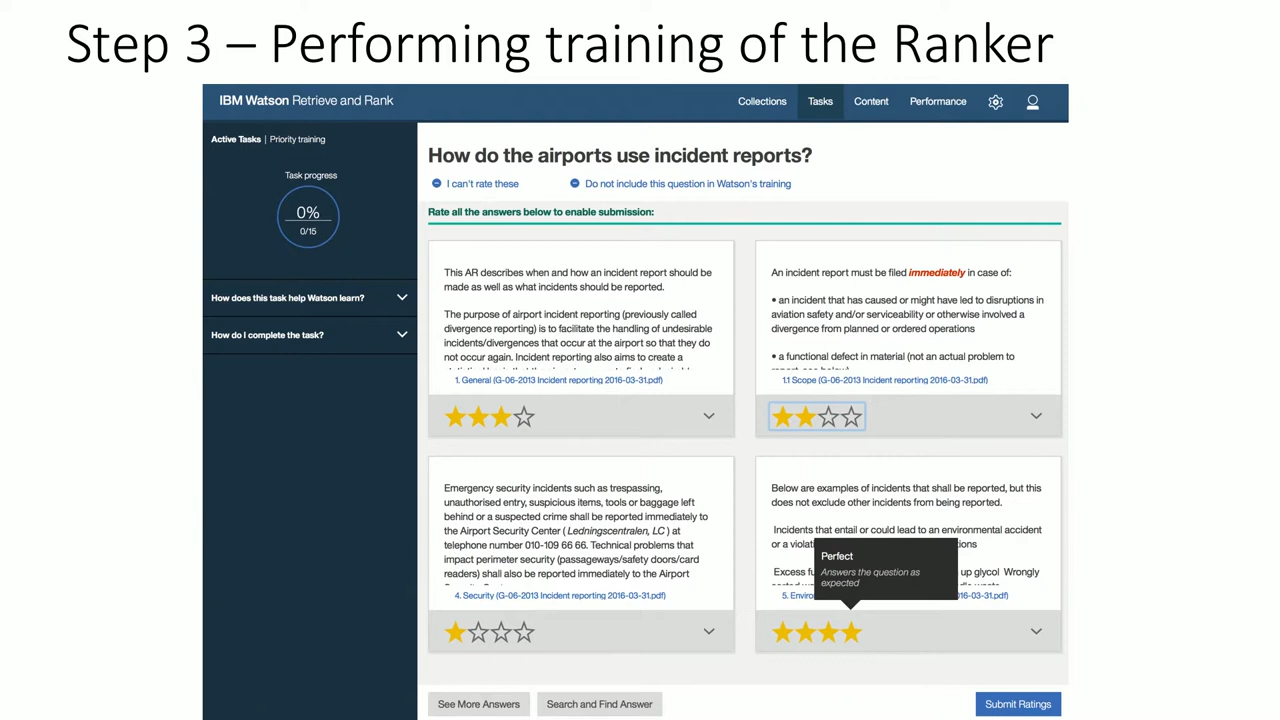 Step 3 – Performing training of the Ranker
IBM Watson Retrieve and Rank
Collections
Tasks
Content
Performance
Active Tasks | Priority training
Task progress
0%
0/15
How does this task help Watson learn?
How do I complete the task?
How do the airports use incident reports?
I can't rate these
Do not include this question in Watson's training
Rate all the answers below to enable submission:
This AR describes when and how an incident report should be
made as well as what incidents should be reported.
The purpose of airport incident reporting (previously called
divergence reporting) is to facilitate the handling of undesirable
incidents/divergences that occur at the airport so that they do
not occur again. Incident reporting also aims to create a
1. General (G-06-2013 Incident reporting 2016-03-31.pdf)
An incident report must be filed immediately in case of:
• an incident that has caused or might have led to disruptions in
aviation safety and/or serviceability or otherwise involved a
divergence from planned or ordered operations
• a functional defect in material (not an actual problem to
1.1 Scope (G-06-2013 Incident reporting 2016-03-31.pdf)
Emergency security incidents such as trespassing,
unauthorised entry, suspicious items, tools or baggage left
behind or a suspected crime shall be reported immediately to
the Airport Security Center ( Ledningscentralen, LC ) at
telephone number 010-109 66 66. Technical problems that
impact perimeter security (passageways/safety doors/card
readers) shall also be reported immediately to the Airport
4. Security (G-06-2013 Incident reporting 2016-03-31.pdf)
Below are examples of incidents that shall be reported, but this
does not exclude other incidents from being reported.
Incidents that entail or could lead to an environmental accident
or a
Perfect
Answers the question as
expected
Excess
up glycol Wrongly
5.
16-03-31.pdf)
See More Answers
Search and Find Answer
Submit Ratings